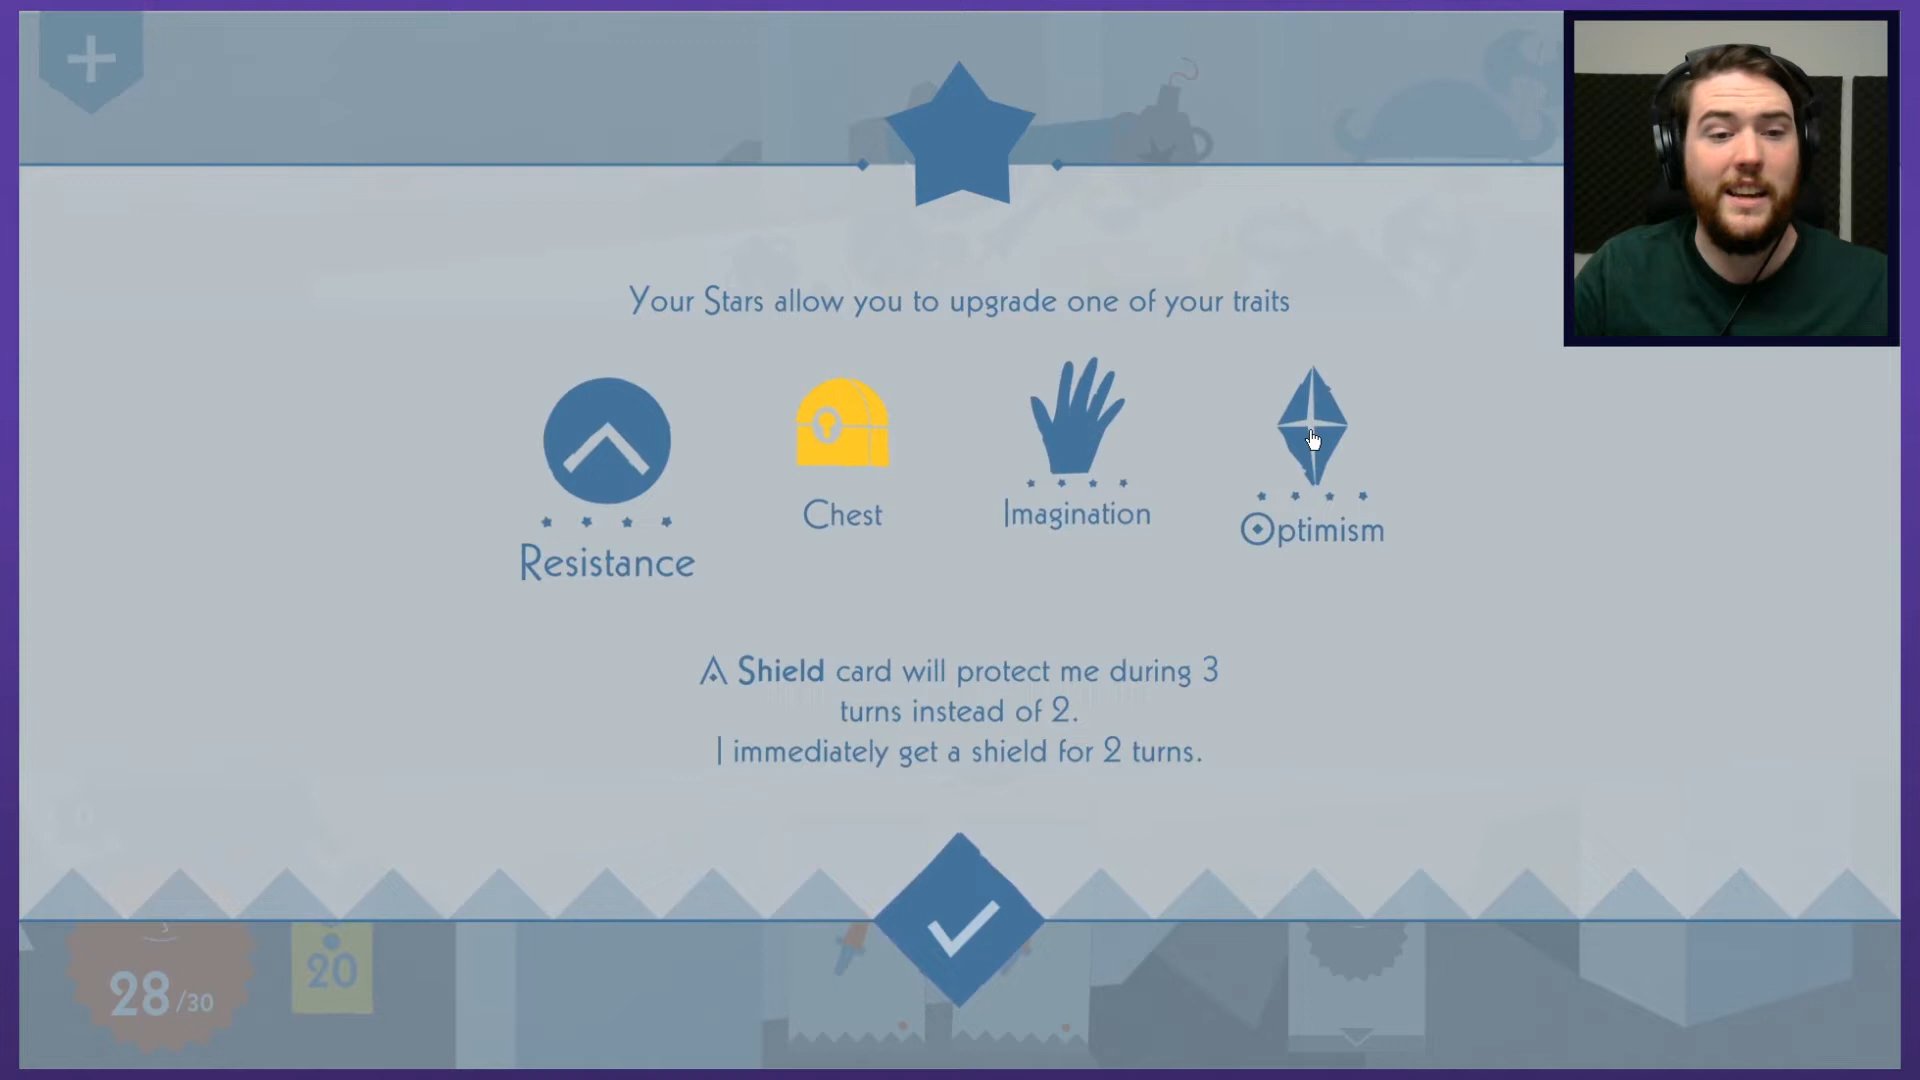 Your Stars allow you to upgrade one of your traits
Resistance
Chest
Imagination
Optimism
A Shield card will protect me during 3
turns instead of 2.
I immediately get a shield for 2 turns.
28/30
20